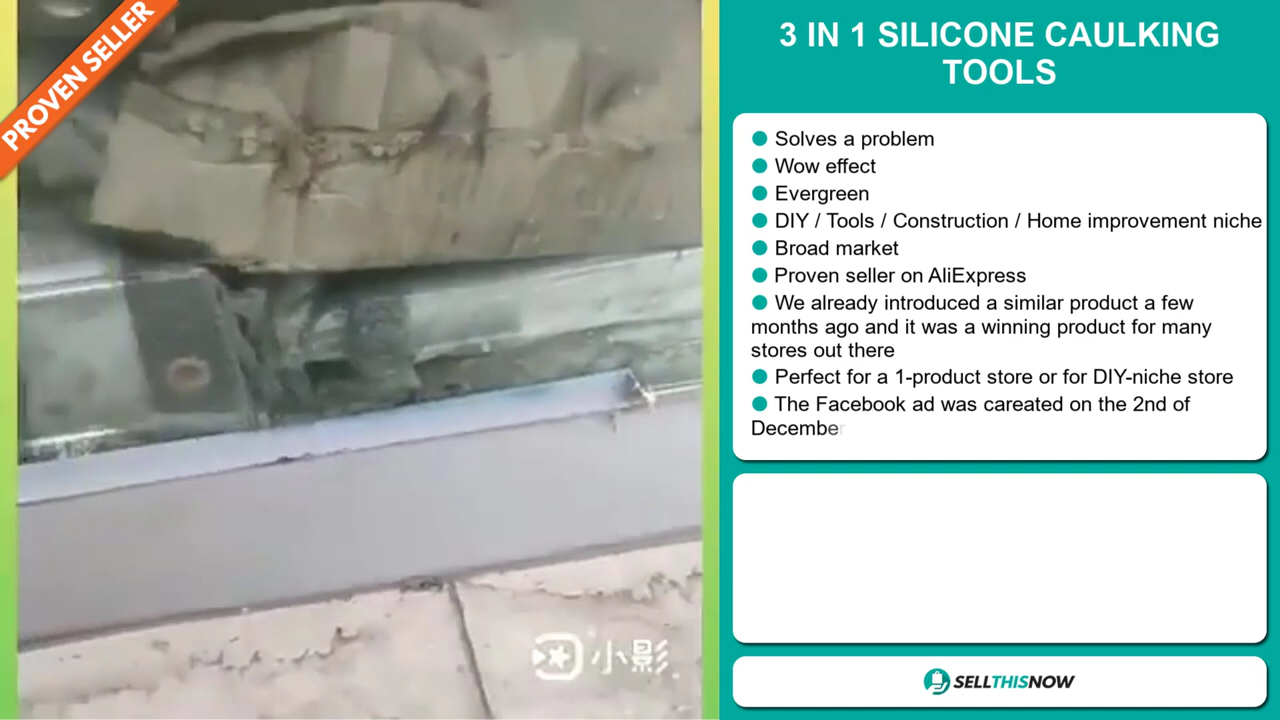 PROVEN SELLER
小影
3 IN 1 SILICONE CAULKING
TOOLS
Solves a problem
Wow effect
Evergreen
DIY / Tools / Construction / Home improvement niche
Broad market
Proven seller on AliExpress
We already introduced a similar product a few
months ago and it was a winning product for many
stores out there
Perfect for a 1-product store or for DIY-niche store
The Facebook ad was careated on the 2nd of
December
SELLTHISNOW